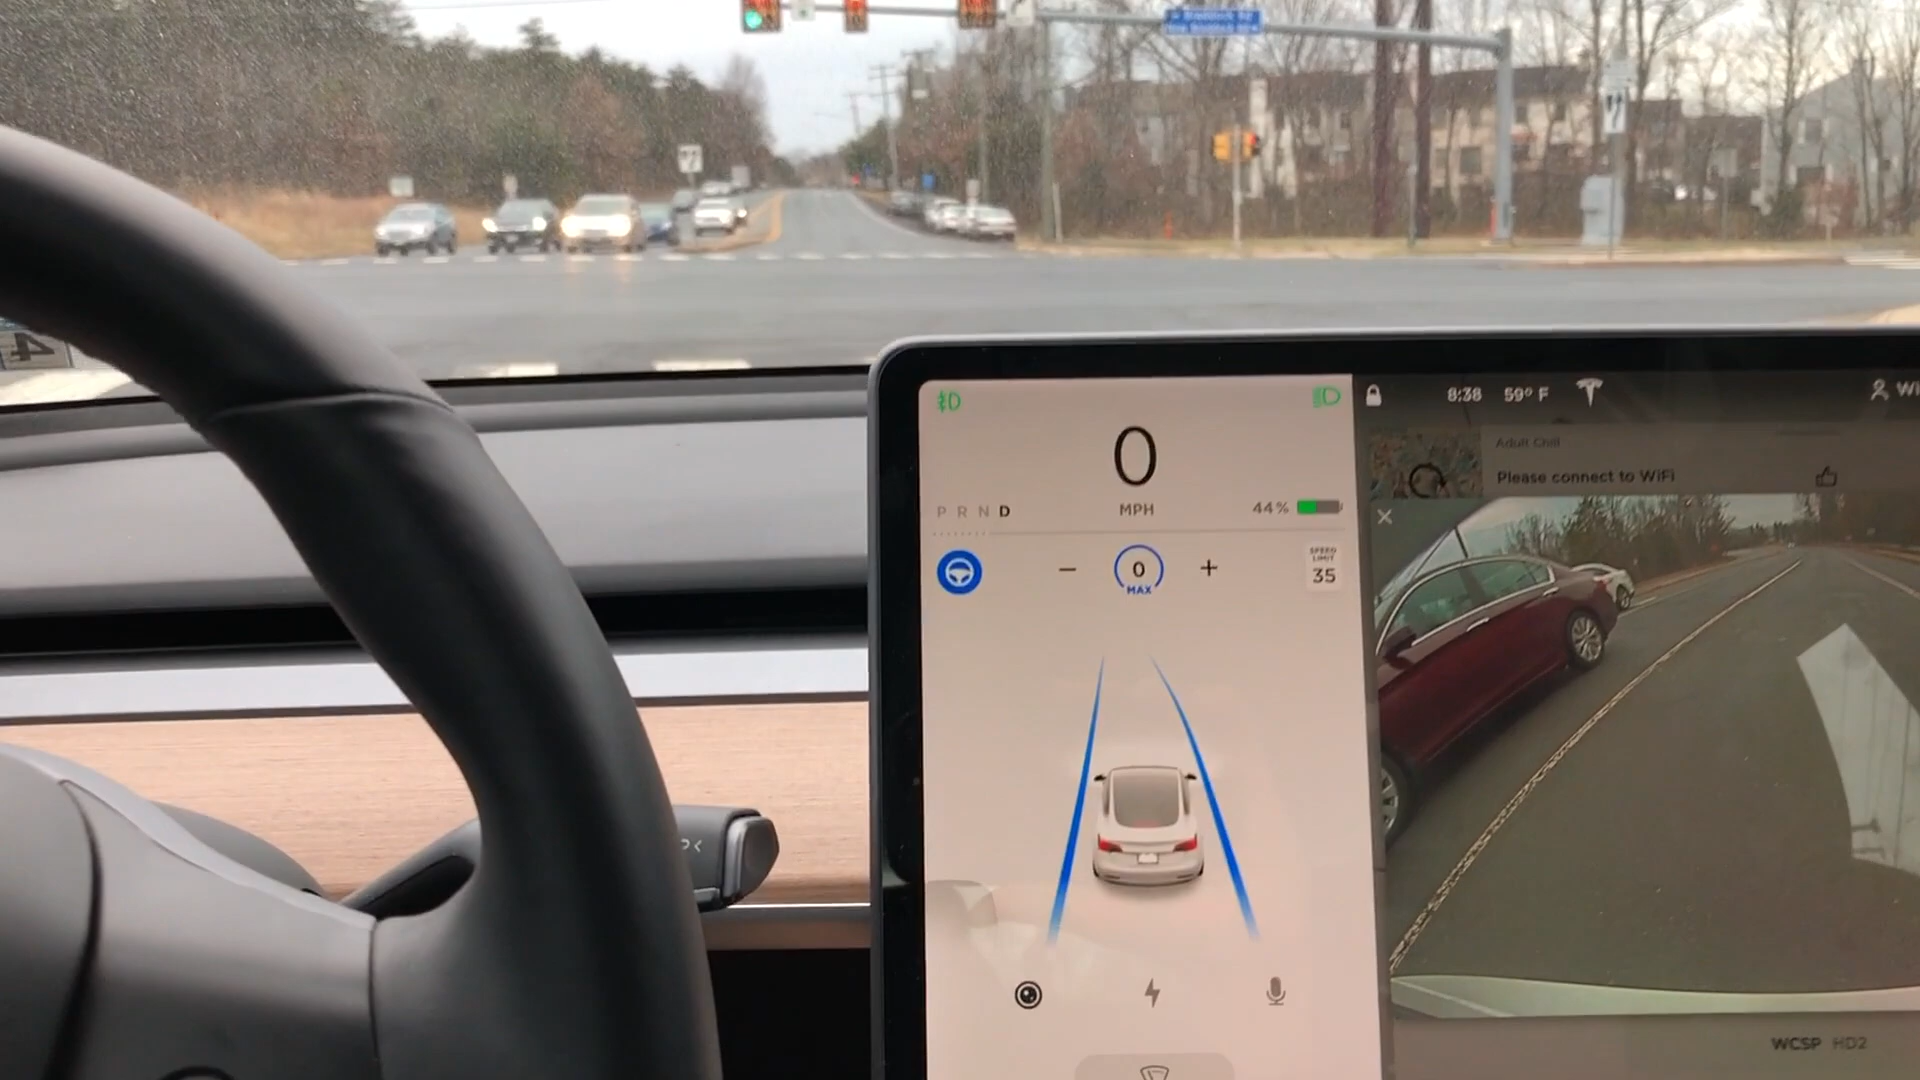 8:38
59° F
Adult Chill
Please connect to WiFi
0
MPH
P R N D
44%
0
MAX
SPEED
LIMIT
35
P
WCSP HD2